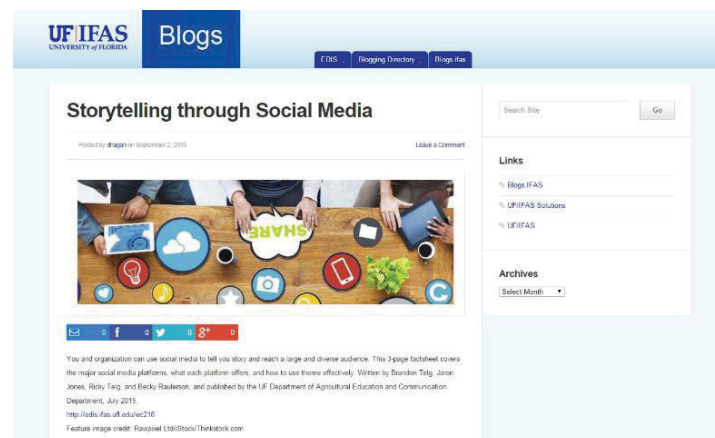 UF IFAS
UNIVERSITY of FLORIDA
Blogs
EDIS
Blogging Directory
Blogs.ifas
Storytelling through Social Media
Posted by dhagan on September 2, 2015
Leave a Comment
SHARE
0 f 0 0 8+ 0
You and organization can use social media to tell you story and reach a large and diverse audience. This 3-page factsheet covers
the major social media platforms, what each platform offers, and how to use theme effectively. Written by Brandon Telg, Jaron
Jones, Ricky Telg, and Becky Raulerson, and published by the UF Department of Agricultural Education and Communication
Department, July 2015.
http://edis.ifas.ufl.edu/wc216
Feature image credit: Rawpixel Ltd/iStock/Thinkstock.com
Search Site
Go
Links
Blogs IFAS
UF/IFAS Solutions
UF/IFAS
Archives
Select Month